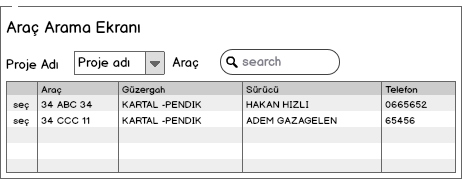 Araç Arama Ekranı
Proje Adı Proje adı Araç search
Araç Güzergah Sürücü Telefon
seç 34 ABC 34 KARTAL -PENDIK HAKAN HIZLI 0665652
seç 34 CCC 11 KARTAL -PENDIK ADEM GAZAGELEN 65456